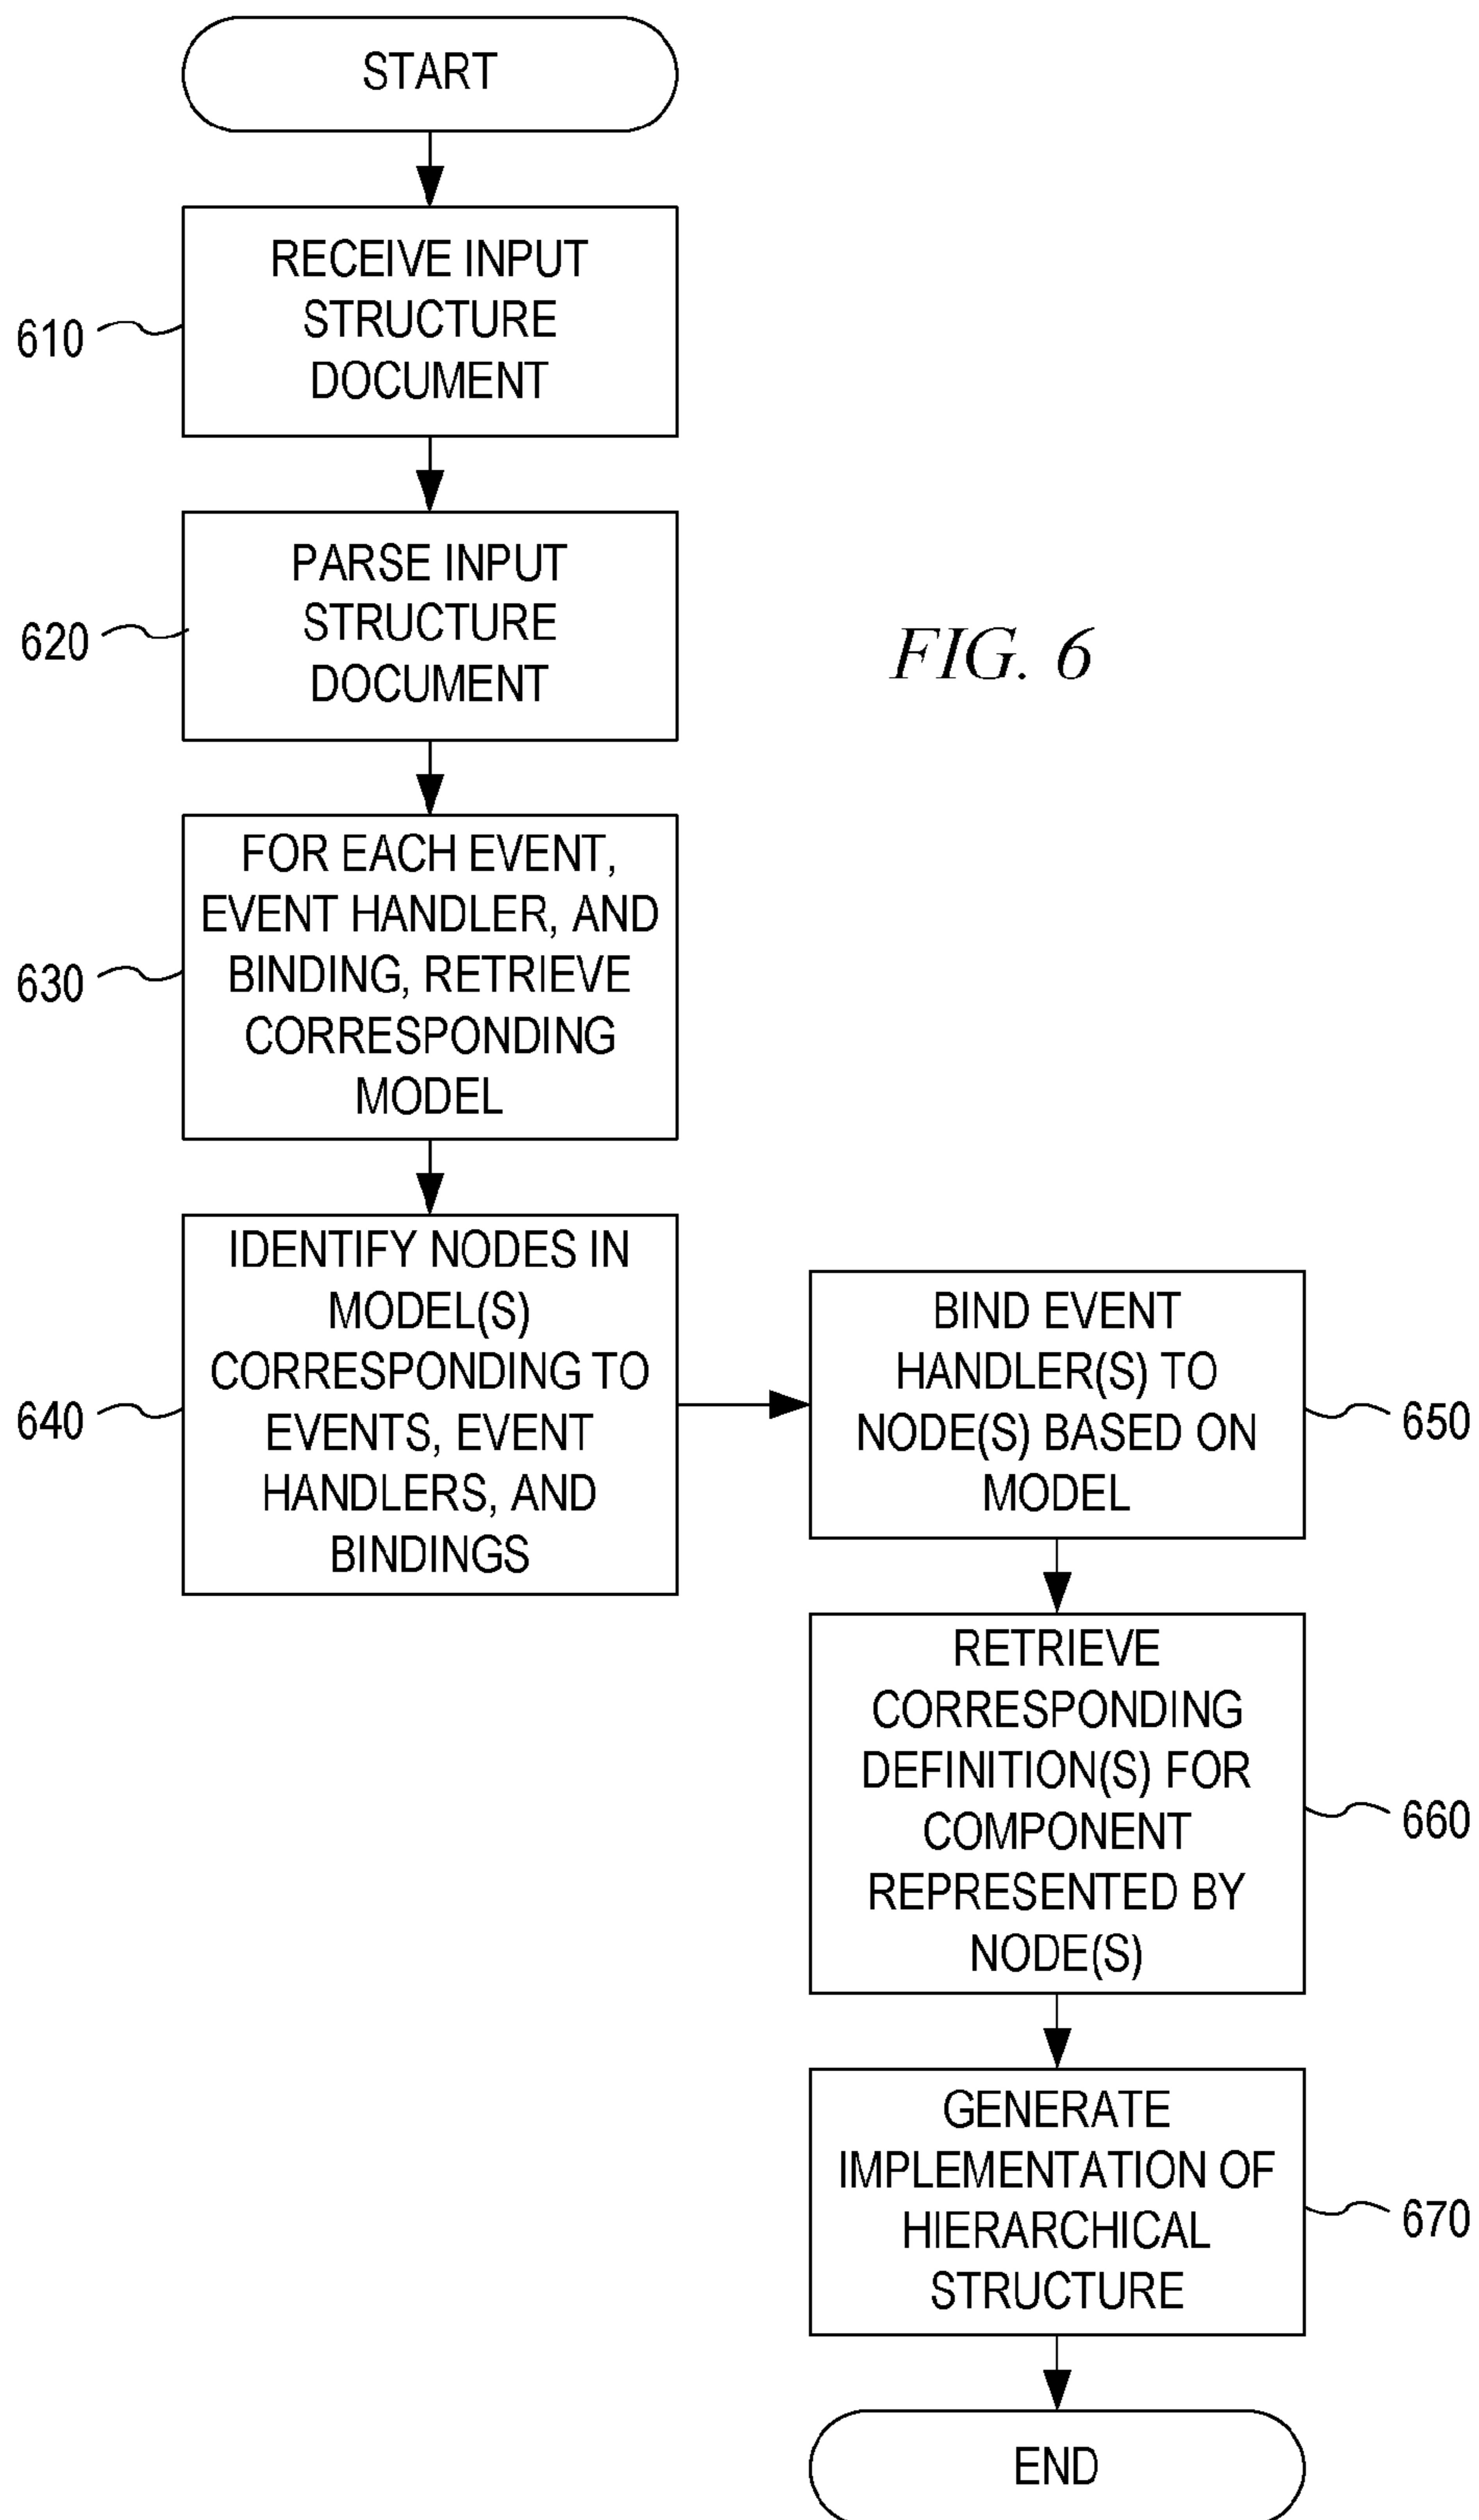 START
RECEIVE INPUT
STRUCTURE
DOCUMENT
610
PARSE INPUT
STRUCTURE
DOCUMENT
620
FIG. 6
FOR EACH EVENT,
EVENT HANDLER, AND
BINDING, RETRIEVE
CORRESPONDING
MODEL
630
IDENTIFY NODES IN
MODEL(S)
CORRESPONDING TO
EVENTS, EVENT
HANDLERS, AND
BINDINGS
640
BIND EVENT
HANDLER(S) TO
NODE(S) BASED ON
MODEL
650
RETRIEVE
CORRESPONDING
DEFINITION(S) FOR
COMPONENT
REPRESENTED BY
NODE(S)
660
GENERATE
IMPLEMENTATION OF
HIERARCHICAL
STRUCTURE
670
END